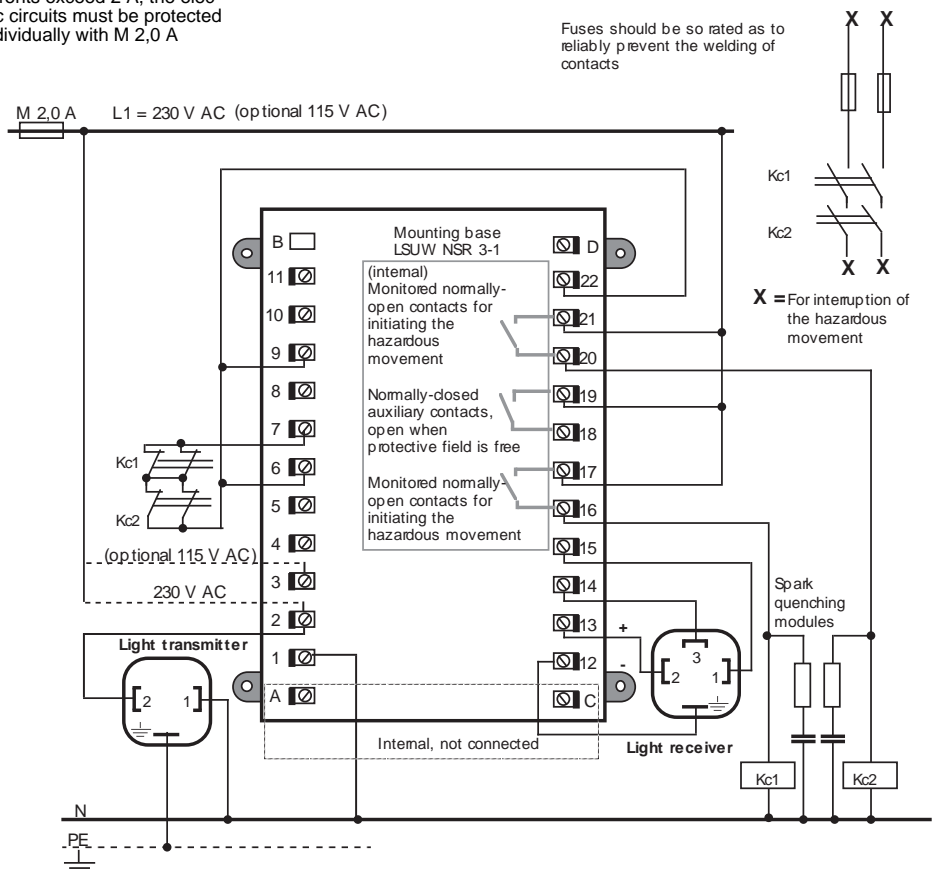 c circuits must be protected
dividually with M 2,0 A
Fuses should be so rated as to
reliably prevent the welding of
contacts
X X
M 2,0 A L1 = 230 V AC (optional 115 V AC)
Kc1
Kc2
X X
X = For interruption of
the hazardous
movement
Mounting base
LSUW NSR 3-1
B
11
10
9
8
7
6
5
4
3
2
1
A
(internal)
Monitored normally-
open contacts for
initiating the
hazardous
movement
Normally-closed
auxiliary contacts,
open when
protective field is free
Monitored normally-
open contacts for
initiating the
hazardous movement
D
22
21
20
19
18
17
16
15
14
13
12
C
Kc1
Kc2
(optional 115 V AC)
230 V AC
Light transmitter
2 1
Internal, not connected
+
-
3
2 1
Light receiver
Spark
quenching
modules
Kc1
Kc2
N
PE